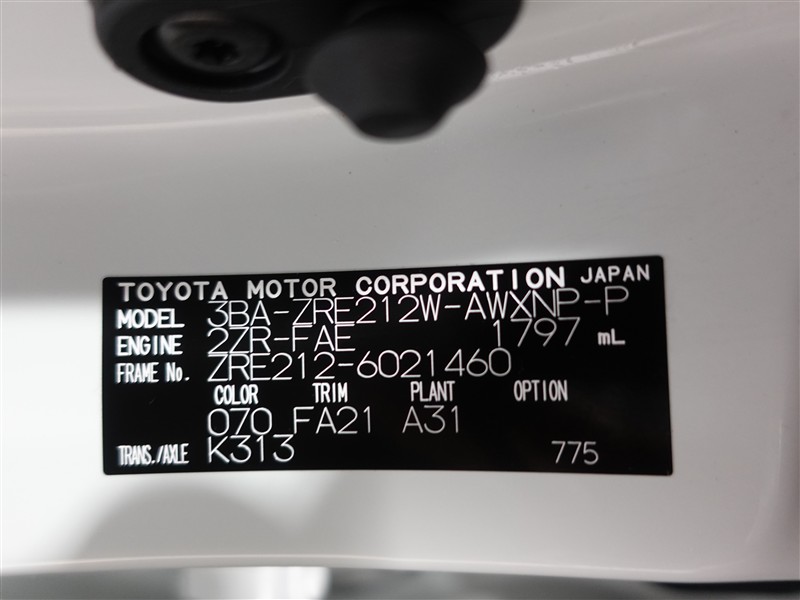 TOYOTA MOTOR CORPORATION JAPAN
MODEL 3BA-ZRE212W-AWXNP-P
ENGINE 2ZR-FAE 1797 mL
FRAME No. ZRE212-6021460
COLOR TRIM PLANT OPTION
070 FA21 A31
TRANS./AXLE K313 775